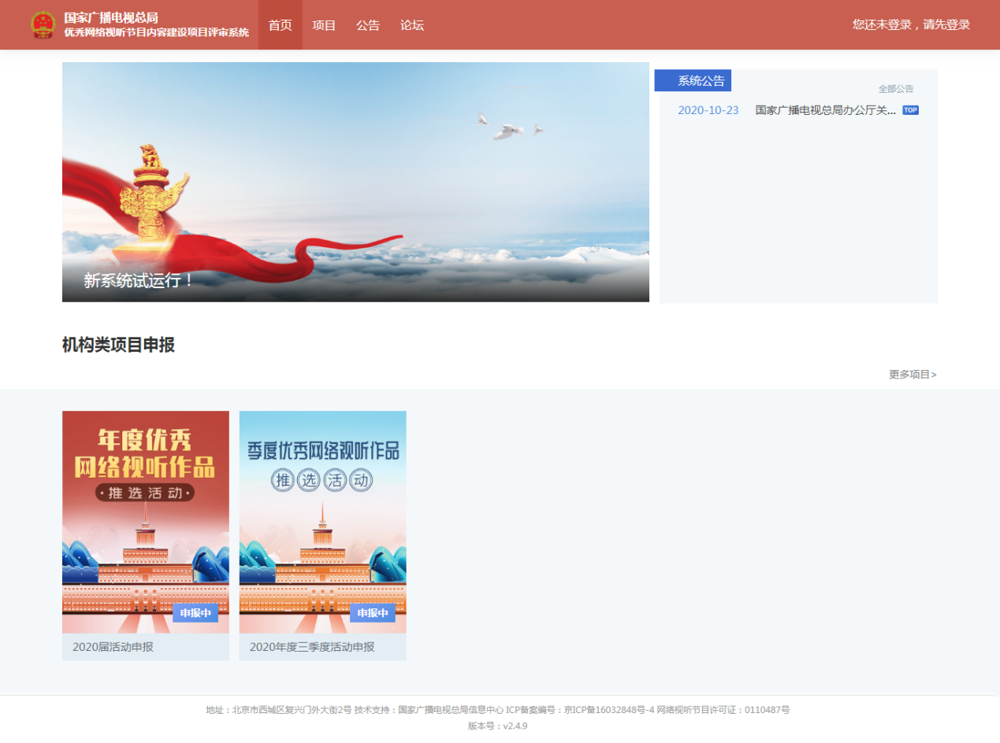 国家广播电视总局
优秀网络视听节目内容建设项目评审系统
首页 项目 公告 论坛
您还未登录，请先登录
新系统试运行！
系统公告
全部公告
2020-10-23 国家广播电视总局办公厅关... TOP
机构类项目申报
更多项目>
年度优秀
网络视听作品
·推选活动·
申报中
2020届活动申报
季度优秀网络视听作品
推选活动
申报中
2020年度三季度活动申报
地址：北京市西城区复兴门外大街2号 技术支持：国家广播电视总局信息中心 ICP备案编号：京ICP备16032848号-4 网络视听节目许可证：0110487号
版本号：v2.4.9